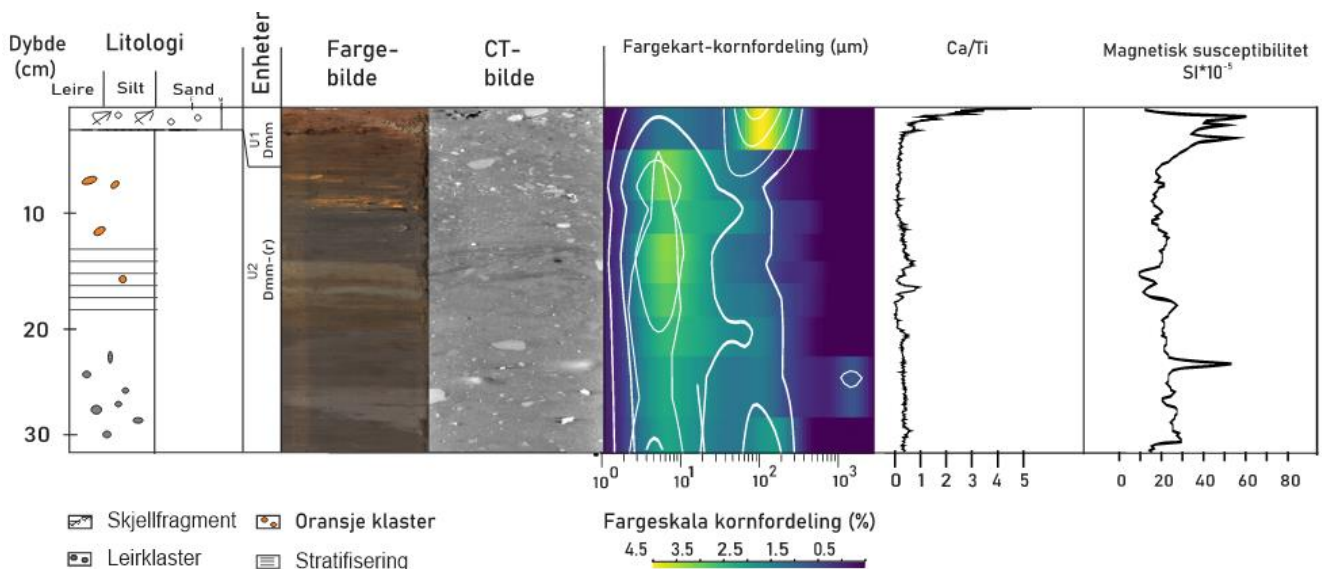 Dybde
(cm)
Litologi
Leire
Silt
Sand
Enheter
Farge-
bilde
CT-
bilde
Fargekart-kornfordeling (µm)
Ca/Ti
Magnetisk susceptibilitet
SI*10⁻⁵
U1
Dmm
U2
Dmm-(r)
10
20
30
10⁰ 10¹ 10² 10³
0 1 2 3 4 5
0 20 40 60 80
Skjellfragment
Oransje klaster
Leirklaster
Stratifisering
Fargeskala kornfordeling (%)
4.5 3.5 2.5 1.5 0.5